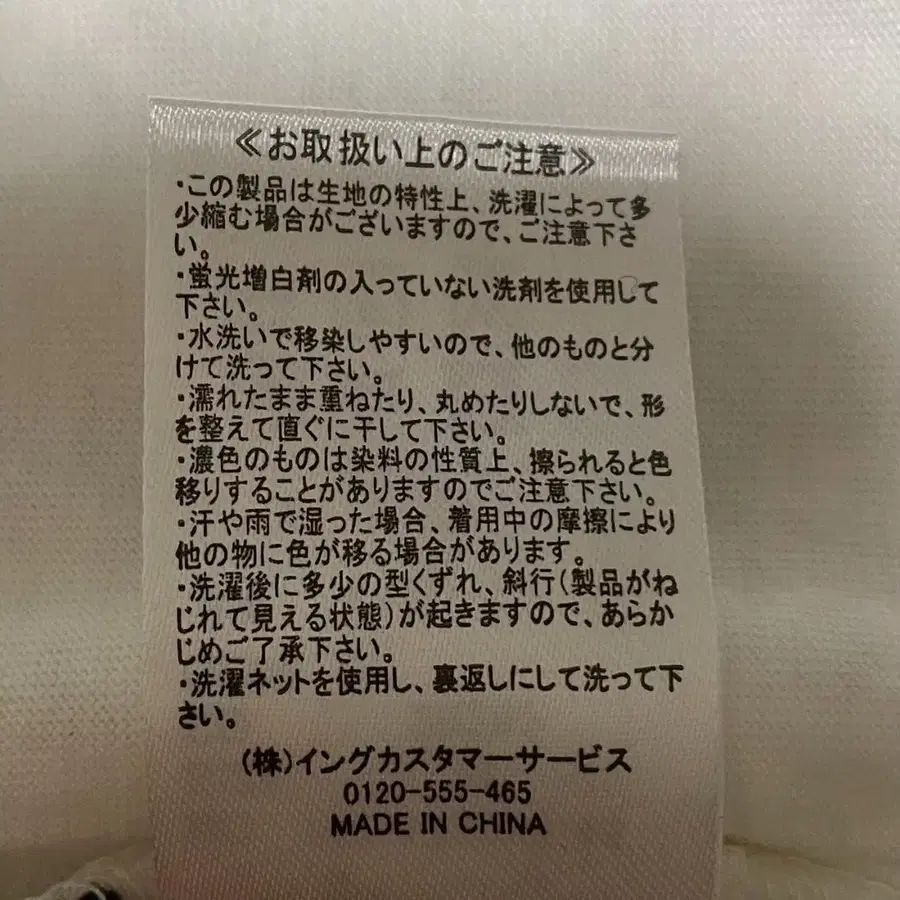 ≪お取扱い上のご注意≫
・この製品は生地の特性上、洗濯によって多
少縮む場合がございますので、ご注意下さ
い。
・蛍光増白剤の入っていない洗剤を使用して
下さい。
・水洗いで移染しやすいので、他のものと分
けて洗って下さい。
・濡れたまま重ねたり、丸めたりしないで、形
を整えて直ぐに干して下さい。
・濃色のものは染料の性質上、擦られると色
移りすることがありますのでご注意下さい。
・汗や雨で湿った場合、着用中の摩擦により
他の物に色が移る場合があります。
・洗濯後に多少の型くずれ、斜行(製品がね
じれて見える状態)が起きますので、あらか
じめご了承下さい。
・洗濯ネットを使用し、裏返しにして洗って下
さい。
(株)イングカスタマーサービス
0120-555-465
MADE IN CHINA